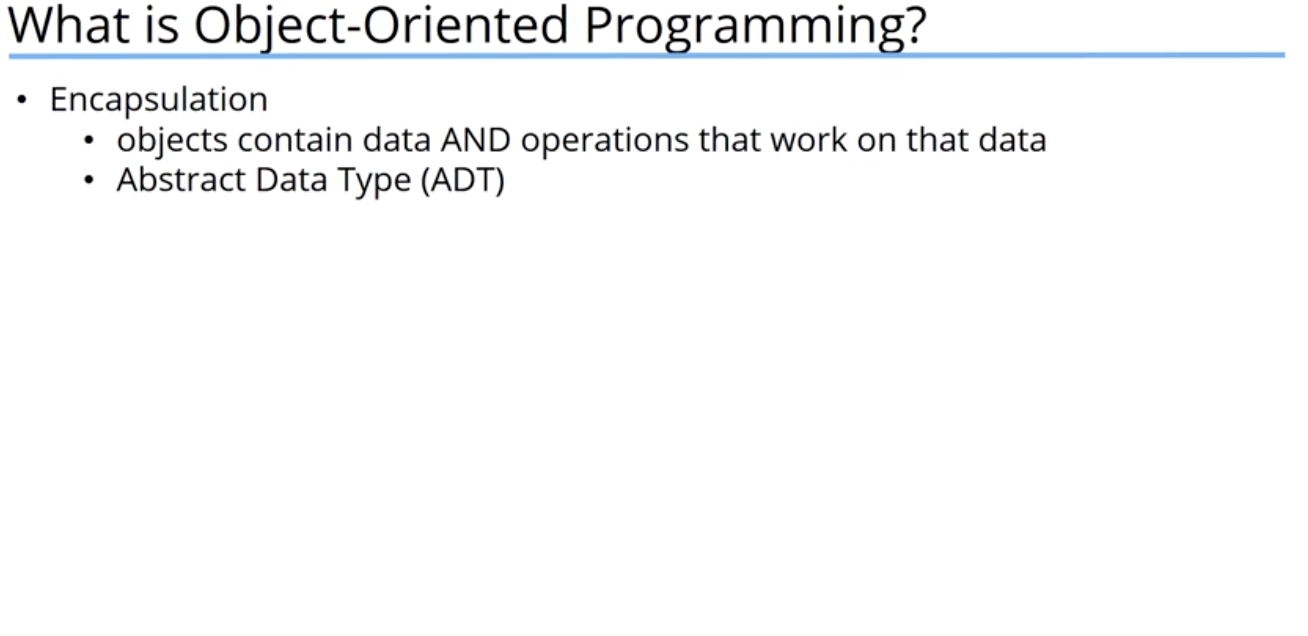 What is Object-Oriented Programming?
• Encapsulation
• objects contain data AND operations that work on that data
• Abstract Data Type (ADT)